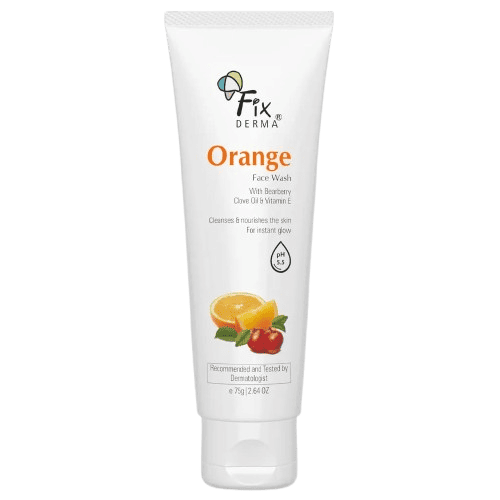 Fix
DERMA®
Orange
Face Wash
With Bearberry
Clove Oil & Vitamin E
Cleanses & nourishes the skin
For instant glow
pH
5.5
Recommended and Tested by
Dermatologist
e 75g | 2.64 OZ